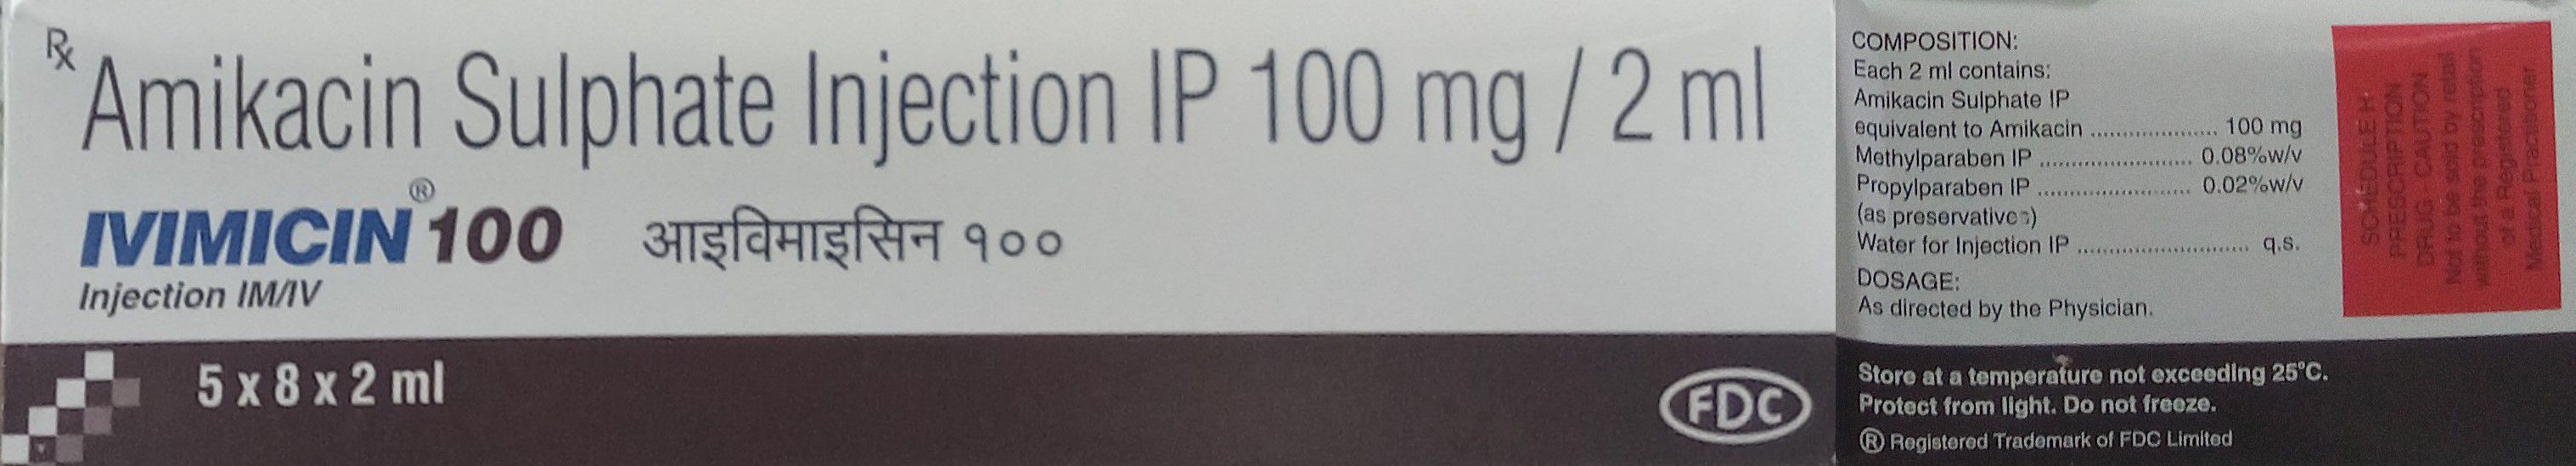 Rx Amikacin Sulphate Injection IP 100 mg / 2 ml
IVIMICIN® 100 आइविमाइसिन १००
Injection IM/IV
5 x 8 x 2 ml
FDC
COMPOSITION:
Each 2 ml contains:
Amikacin Sulphate IP
equivalent to Amikacin .................... 100 mg
Methylparaben IP ........................ 0.08%w/v
Propylparaben IP ........................ 0.02%w/v
(as preservatives)
Water for Injection IP ........................... q.s.
DOSAGE:
As directed by the Physician.
SCHEDULE H
PRESCRIPTION
DRUG - CAUTION
Not to be sold by retail
without the prescription
of a Registered
Medical Practitioner
Store at a temperature not exceeding 25°C.
Protect from light. Do not freeze.
® Registered Trademark of FDC Limited